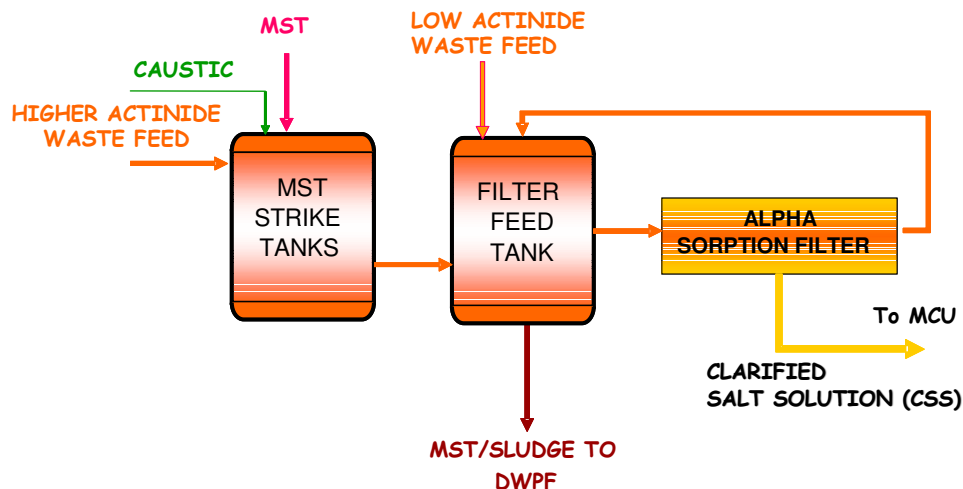 MST
LOW ACTINIDE
WASTE FEED
CAUSTIC
HIGHER ACTINIDE
WASTE FEED
MST
STRIKE
TANKS
FILTER
FEED
TANK
ALPHA
SORPTION FILTER
To MCU
CLARIFIED
SALT SOLUTION (CSS)
MST/SLUDGE TO
DWPF